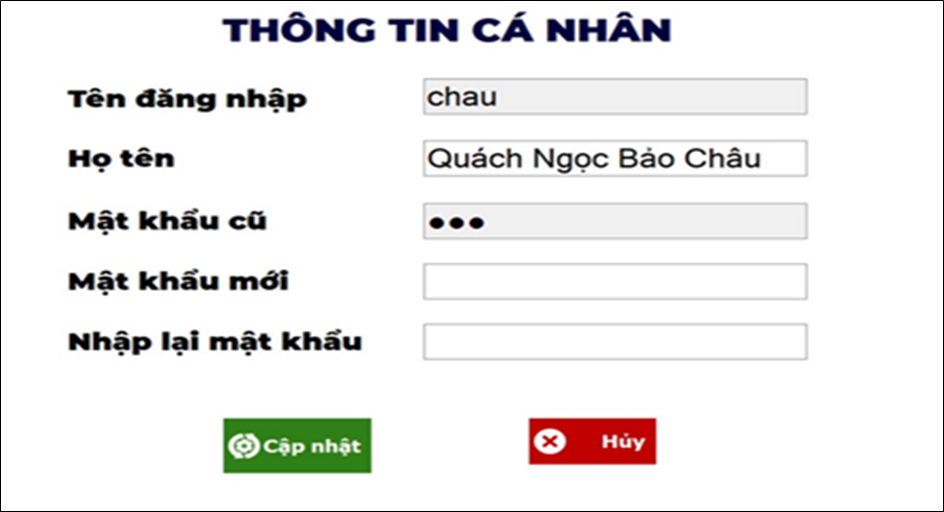 THÔNG TIN CÁ NHÂN
Tên đăng nhập chau
Họ tên Quách Ngọc Bảo Châu
Mật khẩu cũ ●●●
Mật khẩu mới
Nhập lại mật khẩu
Cập nhật Hủy